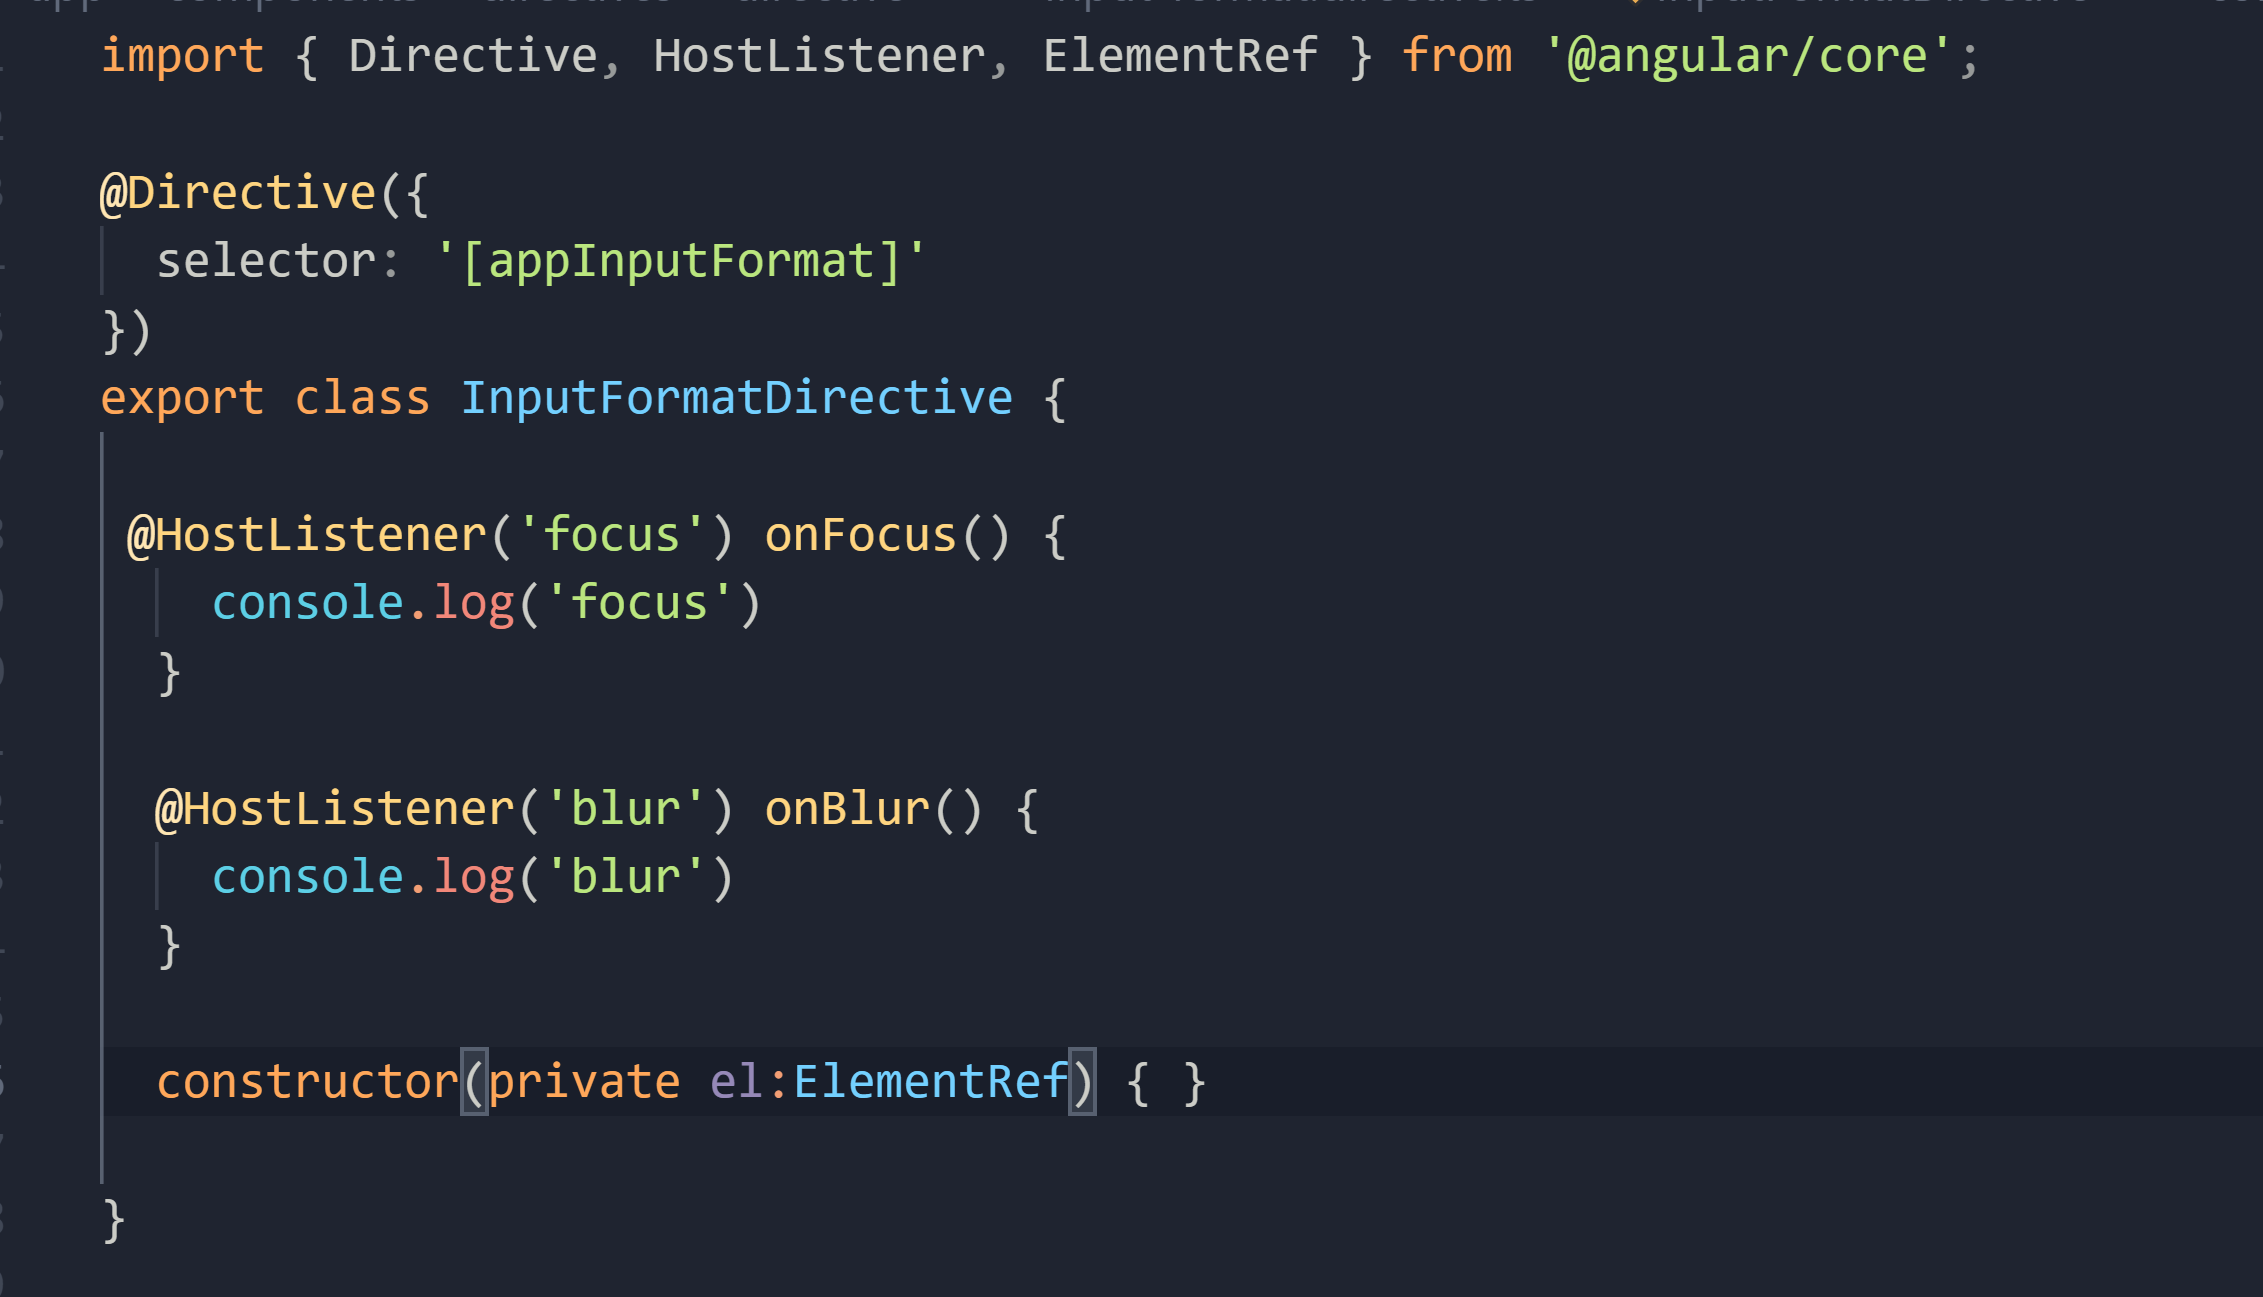 import { Directive, HostListener, ElementRef } from '@angular/core';
@Directive({
selector: '[appInputFormat]'
})
export class InputFormatDirective {
@HostListener('focus') onFocus() {
console.log('focus')
}
@HostListener('blur') onBlur() {
console.log('blur')
}
constructor(private el:ElementRef) { }
}